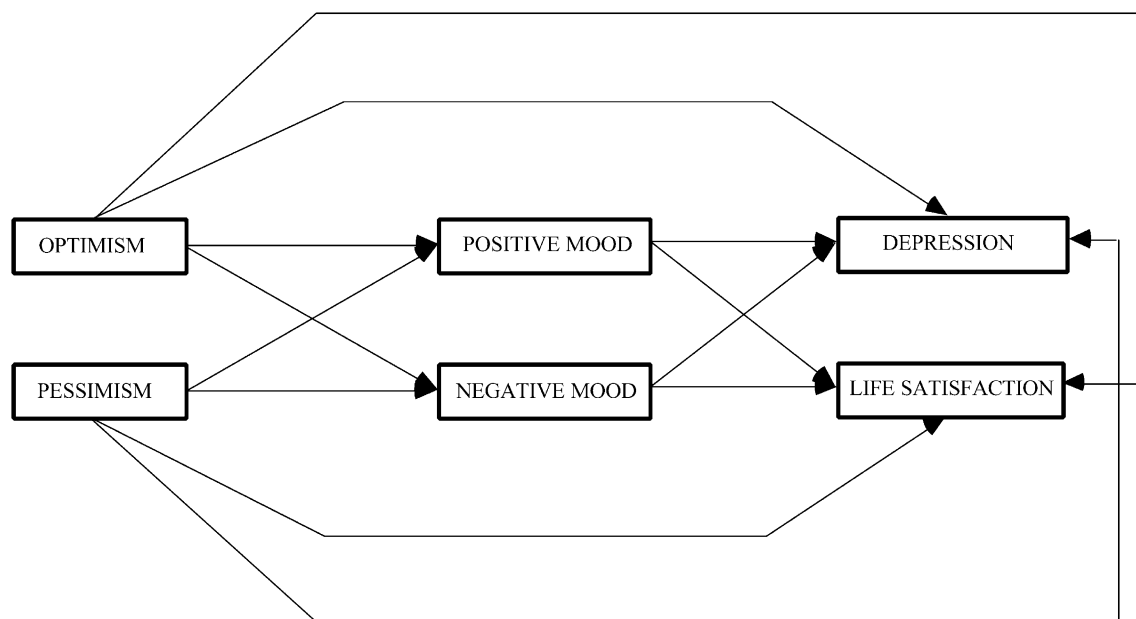 OPTIMISM
POSITIVE MOOD
DEPRESSION
PESSIMISM
NEGATIVE MOOD
LIFE SATISFACTION